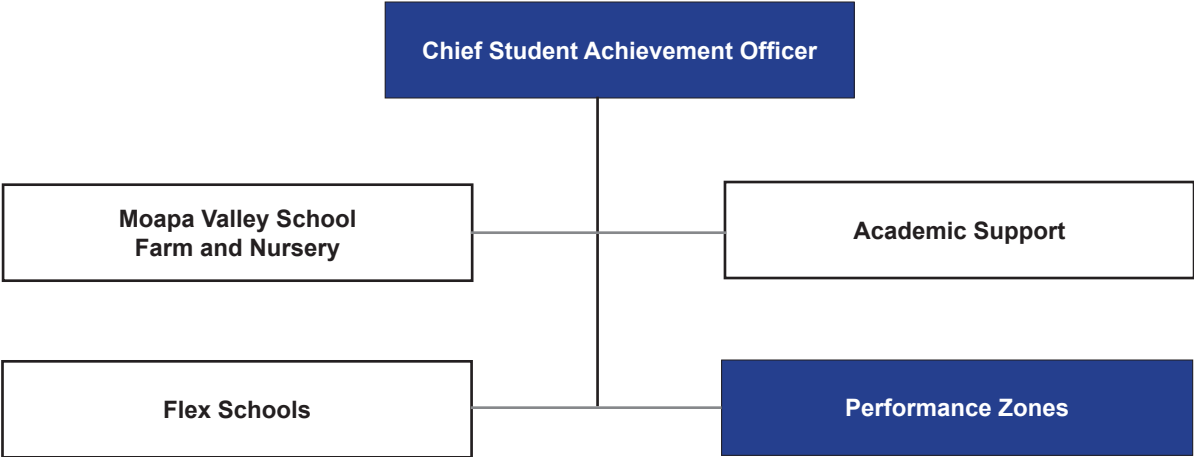 Chief Student Achievement Officer
Moapa Valley School
Farm and Nursery
Academic Support
Flex Schools
Performance Zones